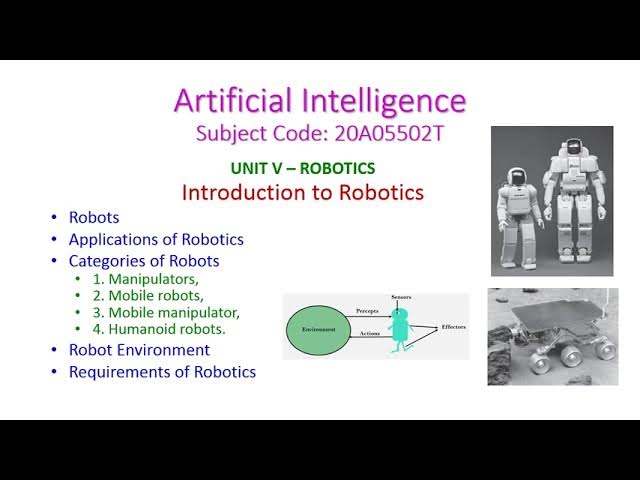 Artificial Intelligence
Subject Code: 20A05502T
UNIT V – ROBOTICS
Introduction to Robotics
• Robots
• Applications of Robotics
• Categories of Robots
• 1. Manipulators,
• 2. Mobile robots,
• 3. Mobile manipulator,
• 4. Humanoid robots.
• Robot Environment
• Requirements of Robotics
Sensors
Percepts
Environment
Effectors
Actions